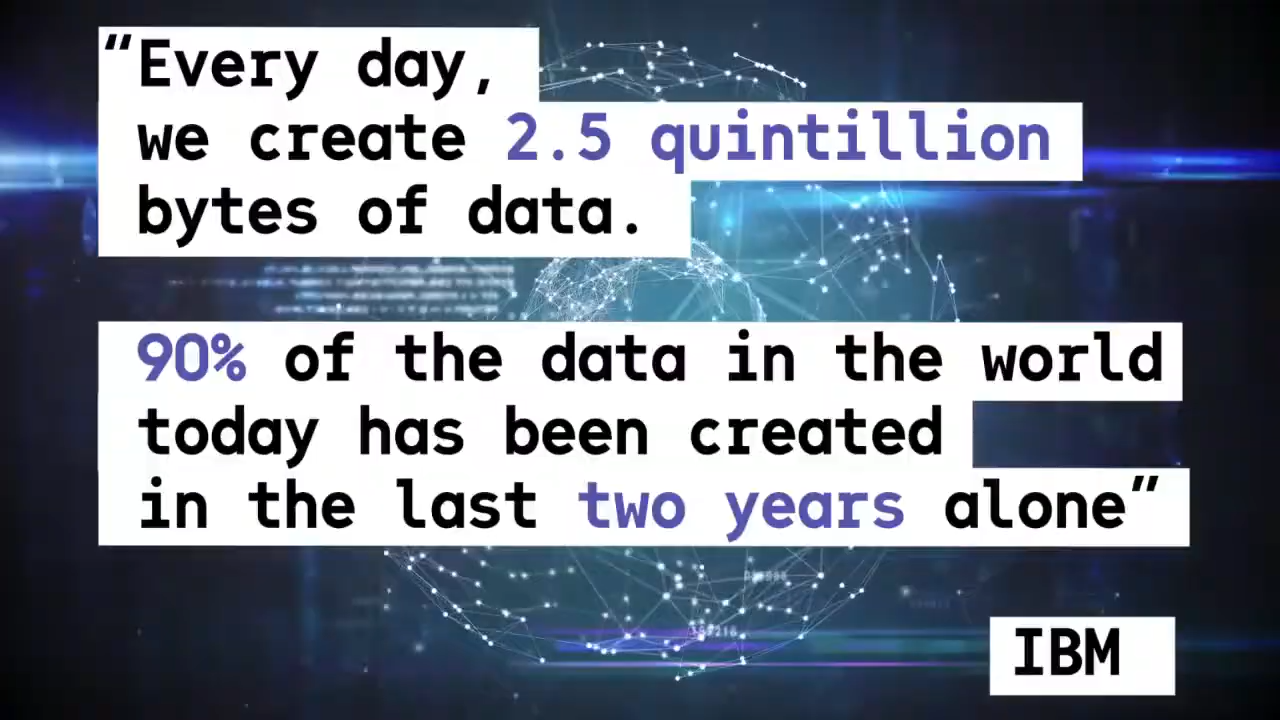 “Every day,
we create 2.5 quintillion
bytes of data.
90% of the data in the world
today has been created
in the last two years alone”
IBM